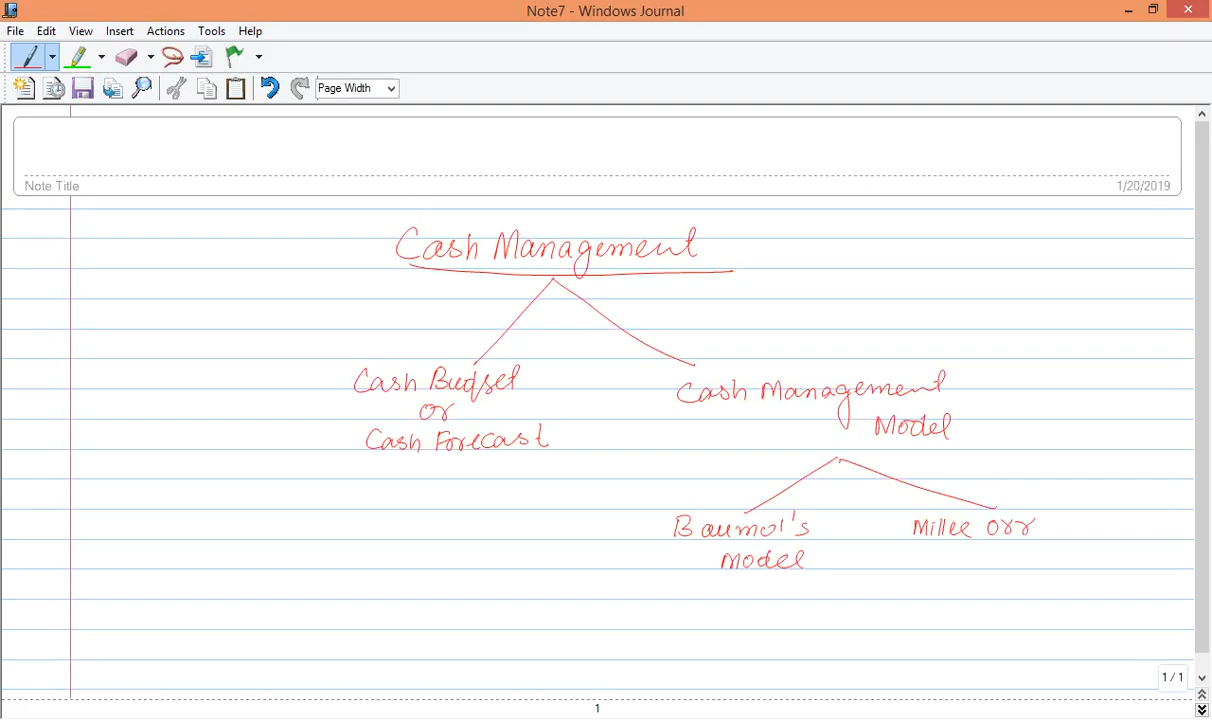 Note7 - Windows Journal
File Edit View Insert Actions Tools Help
Page Width
Note Title
1/20/2019
Cash Management
Cash Budget
or
Cash Forecast
Cash Management
Model
Baumol's
Model
Millee Orr
1 / 1
1